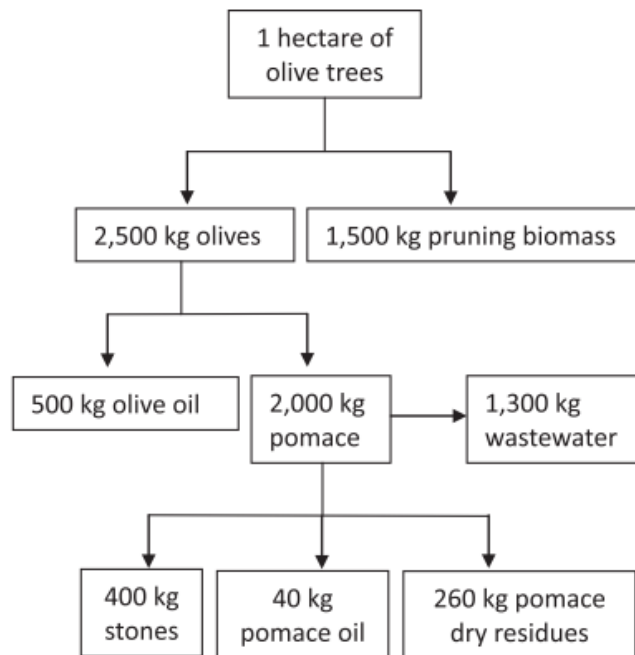 1 hectare of
olive trees
2,500 kg olives
1,500 kg pruning biomass
500 kg olive oil
2,000 kg
pomace
1,300 kg
wastewater
400 kg
stones
40 kg
pomace oil
260 kg pomace
dry residues